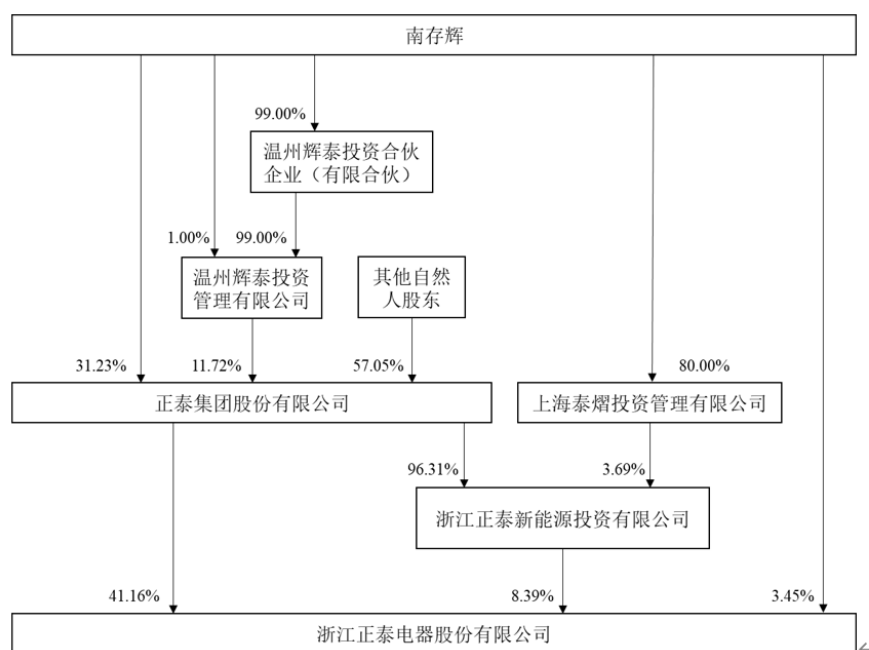 南存辉
99.00%
温州辉泰投资合伙
企业（有限合伙）
1.00%
99.00%
温州辉泰投资
管理有限公司
其他自然
人股东
31.23%
11.72%
57.05%
80.00%
正泰集团股份有限公司
上海泰熠投资管理有限公司
96.31%
3.69%
浙江正泰新能源投资有限公司
41.16%
8.39%
3.45%
浙江正泰电器股份有限公司